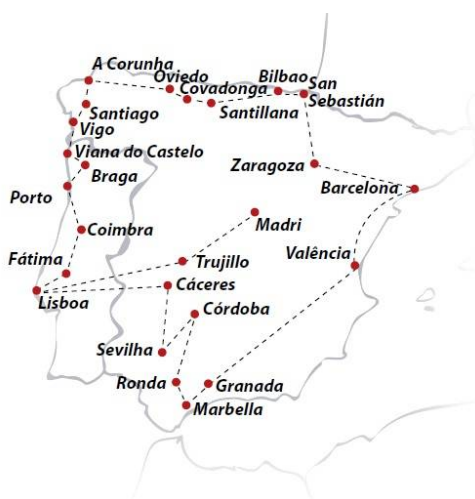 A Corunha
Oviedo
Covadonga
Bilbao
San
Sebastián
Santillana
Santiago
Vigo
Viana do Castelo
Braga
Zaragoza
Barcelona
Porto
Coimbra
Madri
Valência
Fátima
Trujillo
Lisboa
Cáceres
Córdoba
Sevilha
Ronda
Granada
Marbella